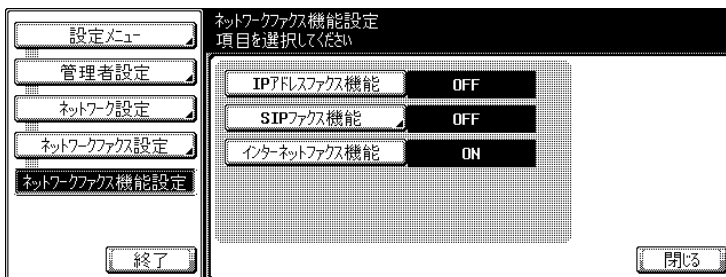 設定メニュー
管理者設定
ネットワーク設定
ネットワークファクス設定
ネットワークファクス機能設定
終了
ネットワークファクス機能設定
項目を選択してください
IPアドレスファクス機能 OFF
SIPファクス機能 OFF
インターネットファクス機能 ON
閉じる